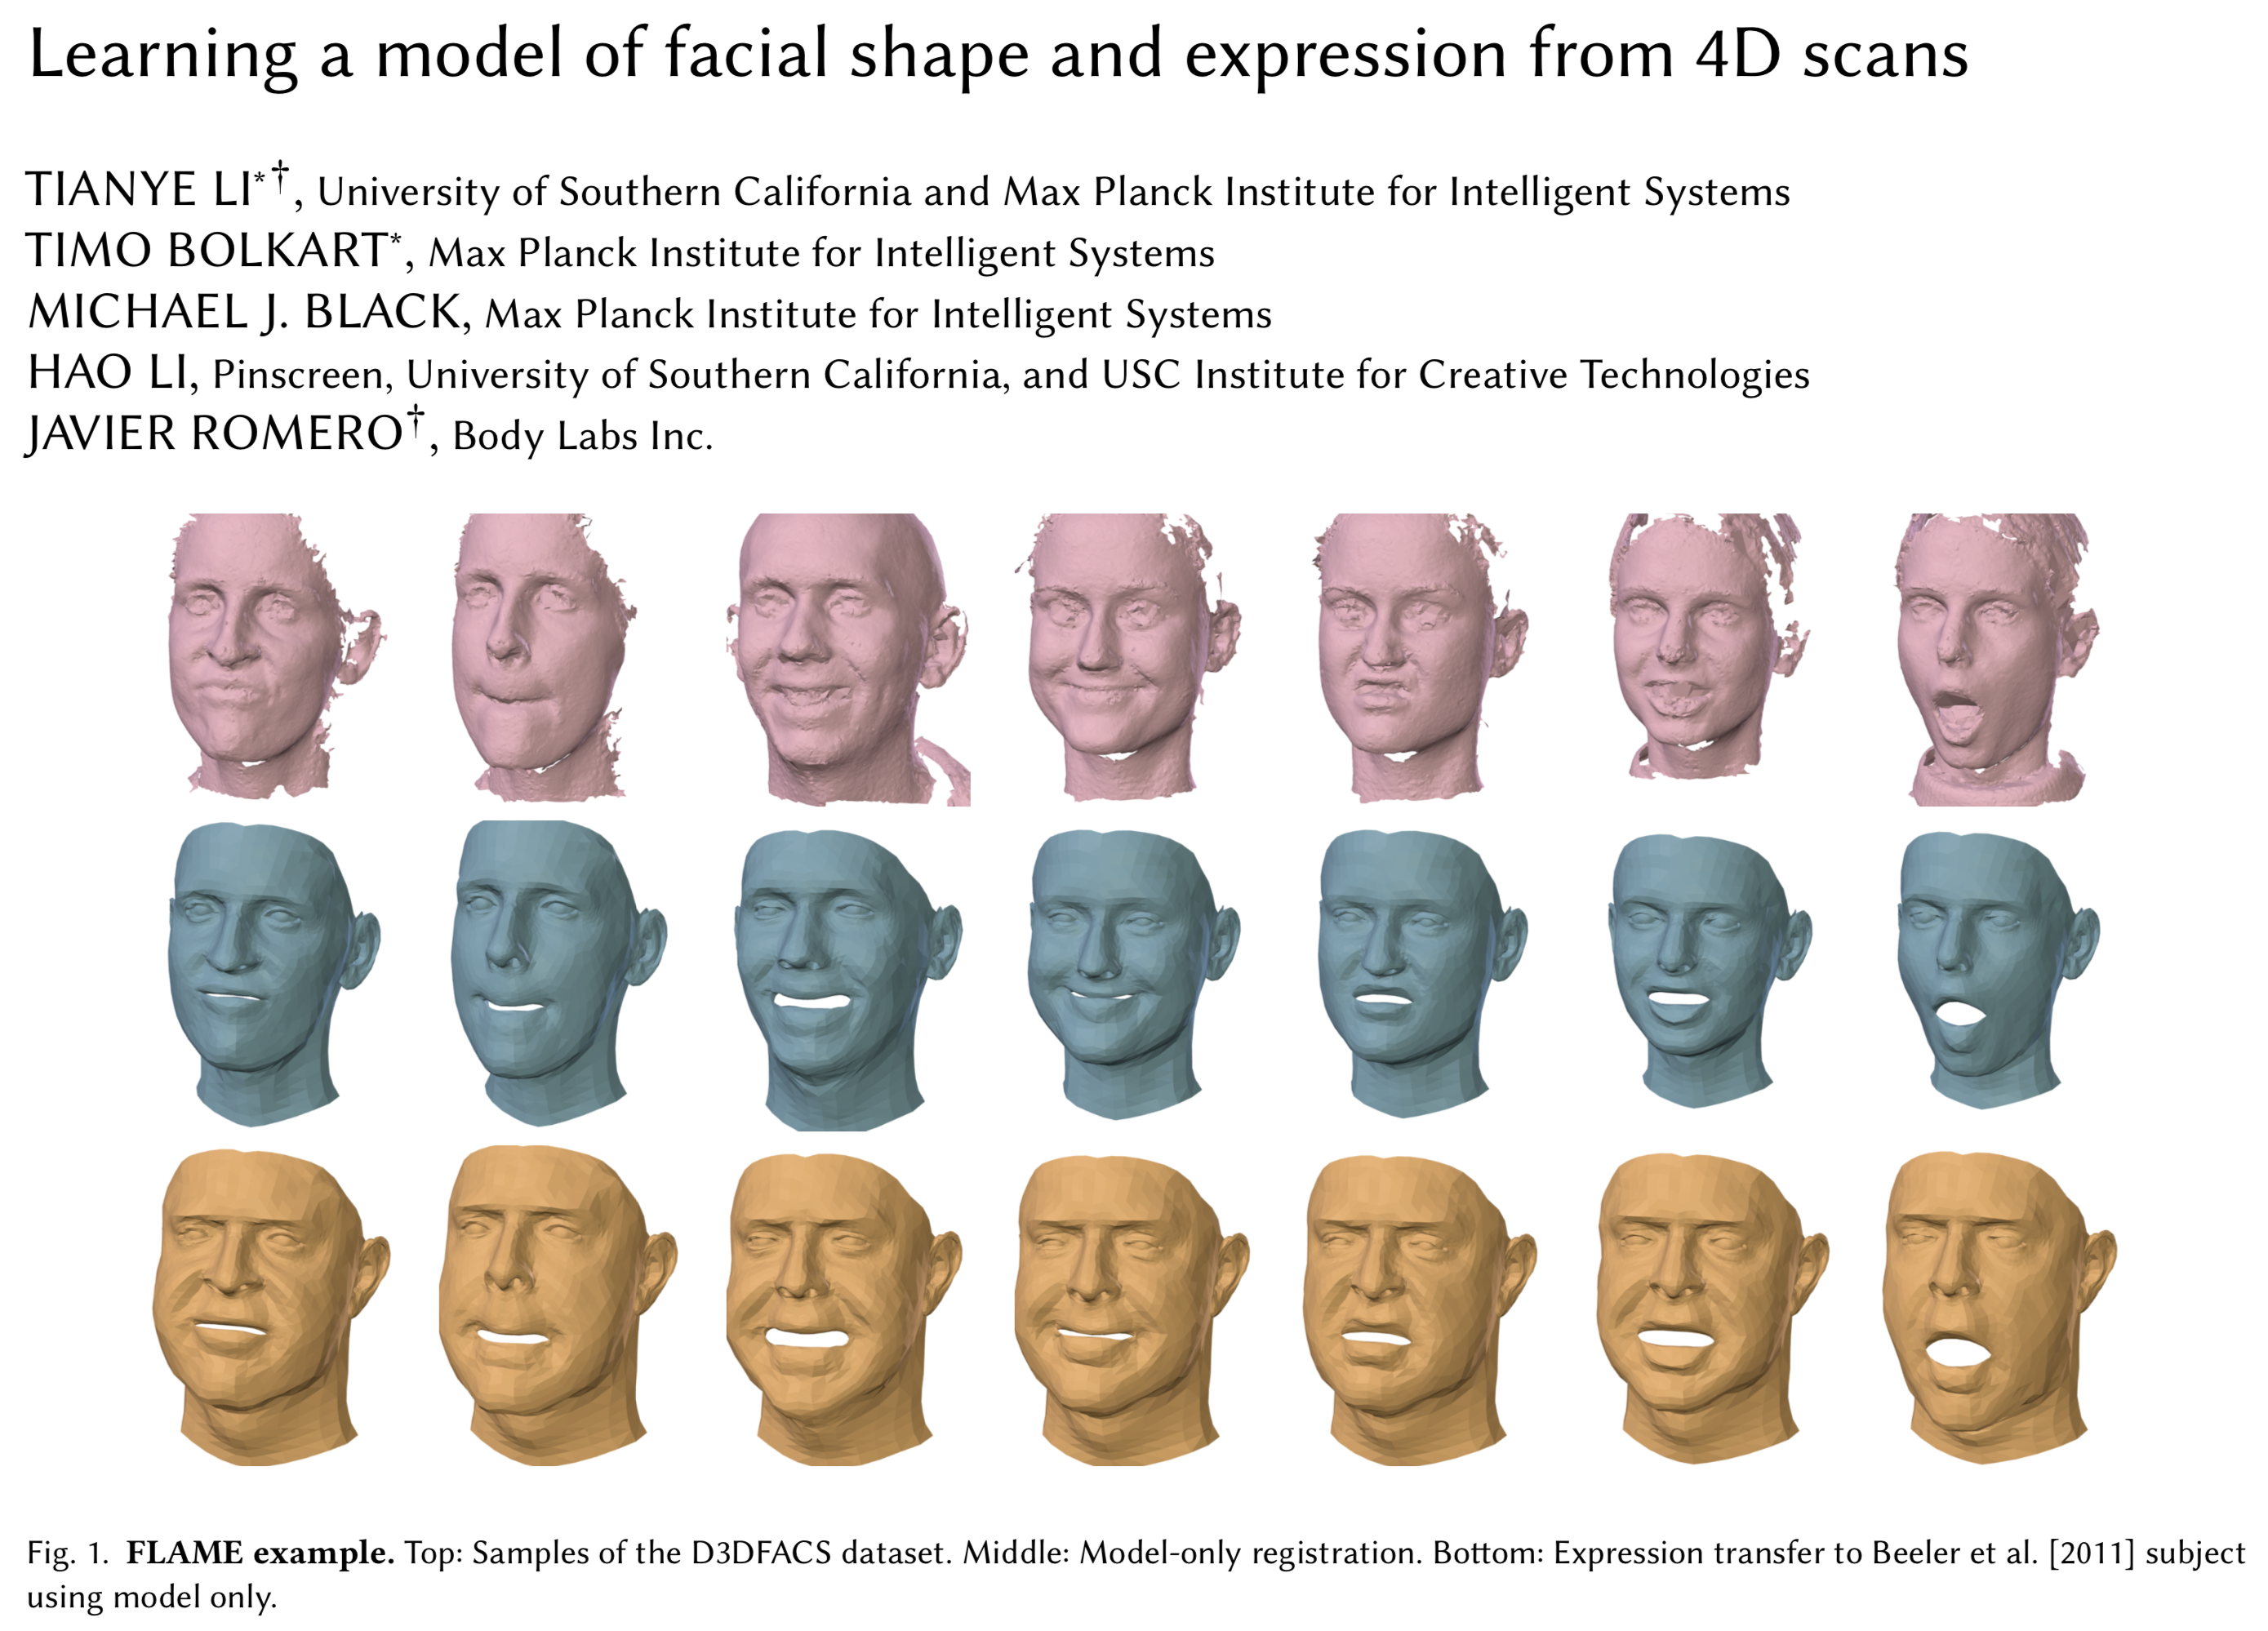 Learning a model of facial shape and expression from 4D scans
TIANYE LI*†, University of Southern California and Max Planck Institute for Intelligent Systems
TIMO BOLKART*, Max Planck Institute for Intelligent Systems
MICHAEL J. BLACK, Max Planck Institute for Intelligent Systems
HAO LI, Pinscreen, University of Southern California, and USC Institute for Creative Technologies
JAVIER ROMERO†, Body Labs Inc.
Fig. 1. FLAME example. Top: Samples of the D3DFACS dataset. Middle: Model-only registration. Bottom: Expression transfer to Beeler et al. [2011] subject
using model only.